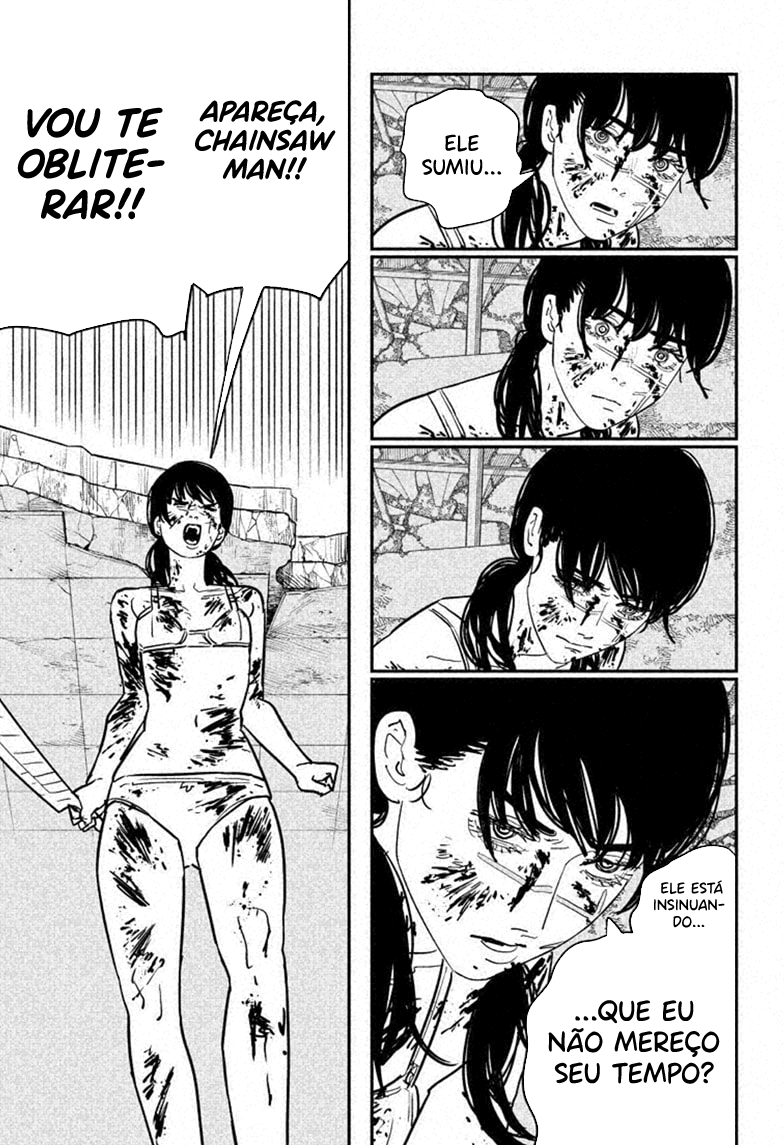 ELE
SUMIU...
ELE ESTÁ
INSINUAN-
DO...
...QUE EU
NÃO MEREÇO
SEU TEMPO?
APAREÇA,
CHAINSAW
MAN!!
VOU TE
OBLITE-
RAR!!